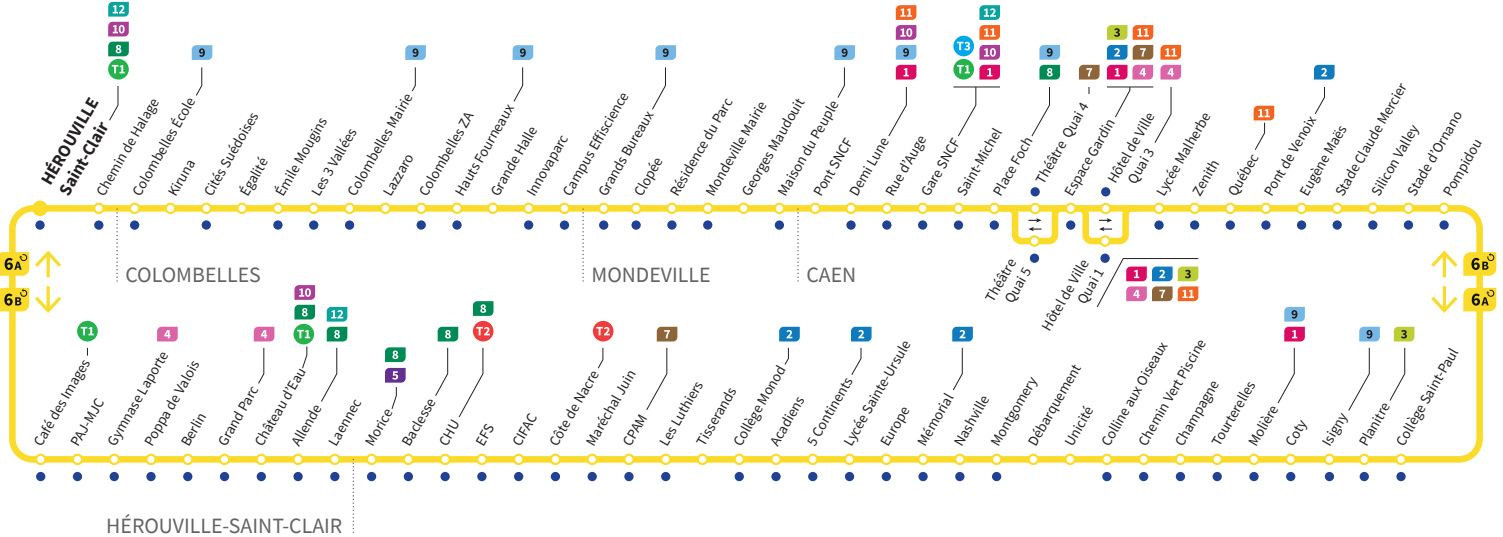 12
10
8
T1
HÉROUVILLE
Saint-Clair
Chemin de Halage
Colombelles École
9
Kiruna
Cités Suédoises
Égalité
Émile Mougins
Les 3 Vallées
Colombelles Mairie
9
Lazzaro
Colombelles ZA
Hauts Fourneaux
9
Grande Halle
Innovaparc
Campus Effiscience
Grands Bureaux
9
Clopée
Résidence du Parc
Mondeville Mairie
Georges Maudouit
Maison du Peuple
9
Pont SNCF
Demi Lune
11
10
9
1
Rue d'Auge
Gare SNCF
T3
T1
12
11
10
1
Saint-Michel
Place Foch
9
8
Théâtre Quai 4
7
Espace Gardin
3
11
2
7
1
4
Hôtel de Ville
Quai 3
11
4
Lycée Malherbe
Zenith
Québec
11
Pont de Venoix
2
Eugène Maës
Stade Claude Mercier
Silicon Valley
Stade d'Ornano
Pompidou
6A
6B
COLOMBELLES
MONDEVILLE
CAEN
Théâtre
Quai 5
Hôtel de Ville
Quai 1
1
2
3
4
7
11
6B
6A
Café des Images
T1
PAJ-MJC
Gymnase Laporte
4
Poppa de Valois
Berlin
Grand Parc
4
Château d'Eau
10
8
T1
Allende
12
8
Laennec
Morice
8
5
Baclesse
8
CHU
8
T2
EFS
CIFAC
Côte de Nacre
T2
Maréchal Juin
CPAM
7
Les Luthiers
Tisserands
Collège Monod
2
Acadiens
5 Continents
2
Lycée Sainte-Ursule
Europe
Mémorial
2
Nashville
Montgomery
Débarquement
Unicité
Colline aux Oiseaux
Chemin Vert Piscine
Champagne
Tourterelles
Molière
9
1
Coty
Isigny
9
Planitre
3
Collège Saint-Paul
HÉROUVILLE-SAINT-CLAIR